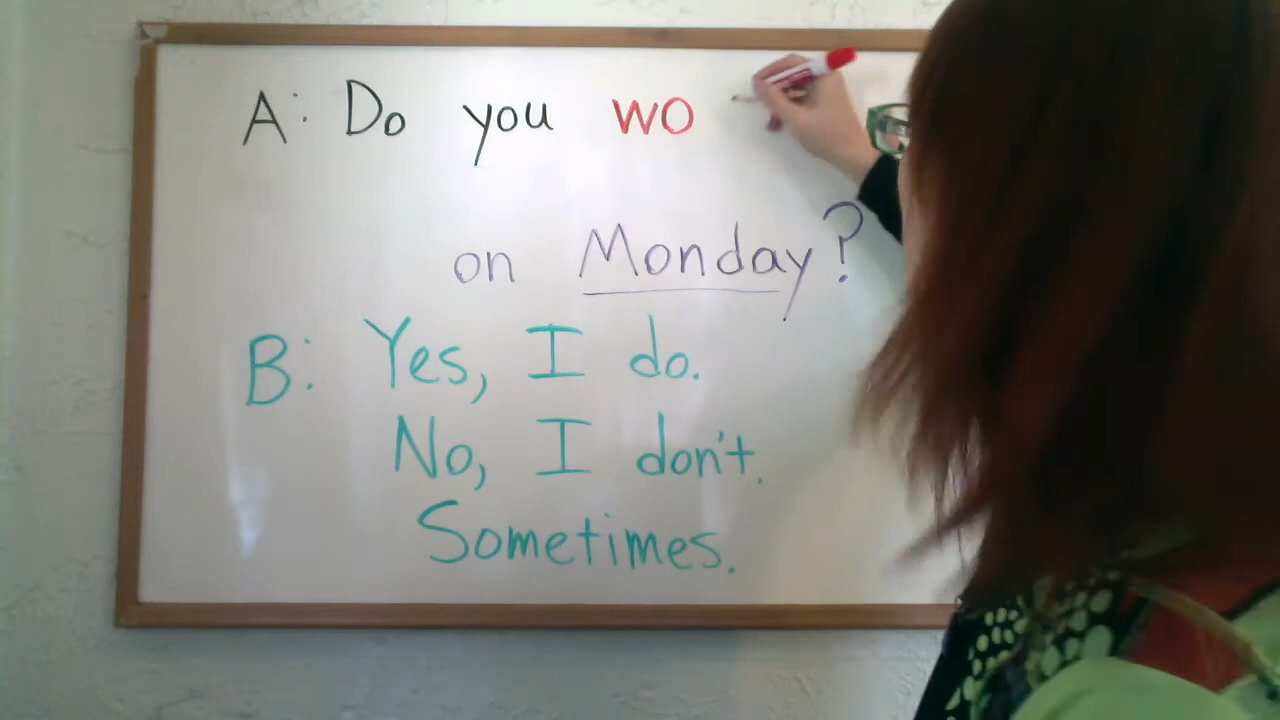 A: Do you wo
on Monday?
B: Yes, I do.
No, I don't.
Sometimes.